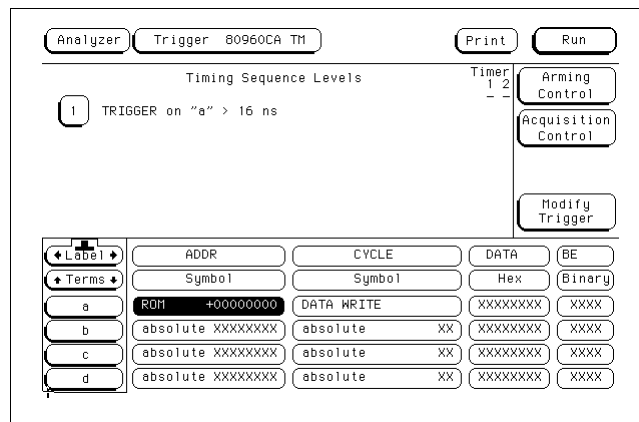 Analyzer Trigger 80960CA TM Print Run
Timing Sequence Levels Timer
1 2
_ _
Arming Control
1 TRIGGER on "a" > 16 ns
Acquisition Control
Modify Trigger
Label ADDR CYCLE DATA BE
Terms Symbol Symbol Hex Binary
a ROM +00000000 DATA WRITE XXXXXXXX XXXX
b absolute XXXXXXXX absolute XX XXXXXXXX XXXX
c absolute XXXXXXXX absolute XX XXXXXXXX XXXX
d absolute XXXXXXXX absolute XX XXXXXXXX XXXX